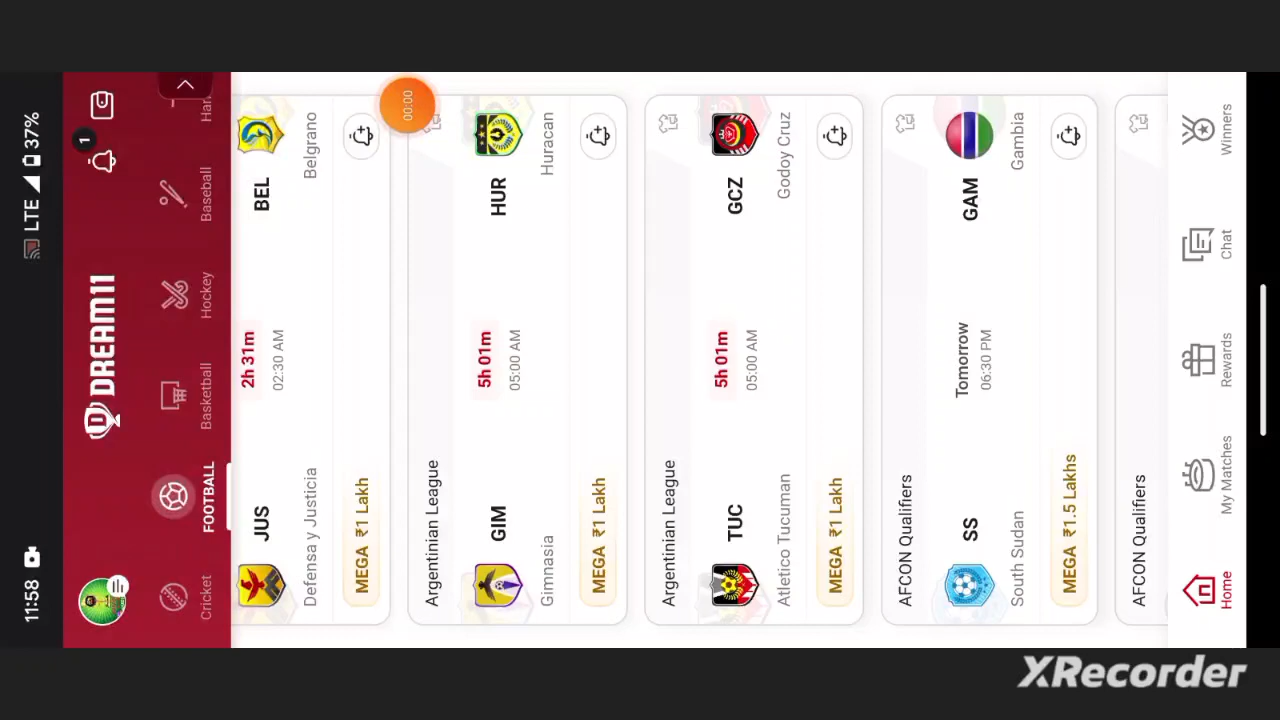 11:58
LTE
37%
DREAM11
1
Cricket
FOOTBALL
Basketball
Hockey
Baseball
Han
JUS
2h 31m
BEL
Defensa y Justicia
02:30 AM
Belgrano
MEGA ₹1 Lakh
00:00
Argentinian League
GIM
5h 01m
HUR
Gimnasia
05:00 AM
Huracan
MEGA ₹1 Lakh
Argentinian League
TUC
5h 01m
GCZ
Atletico Tucuman
05:00 AM
Godoy Cruz
MEGA ₹1 Lakh
AFCON Qualifiers
SS
Tomorrow
GAM
South Sudan
06:30 PM
Gambia
MEGA ₹1.5 Lakhs
AFCON Qualifiers
Home
My Matches
Rewards
Chat
Winners
XRecorder